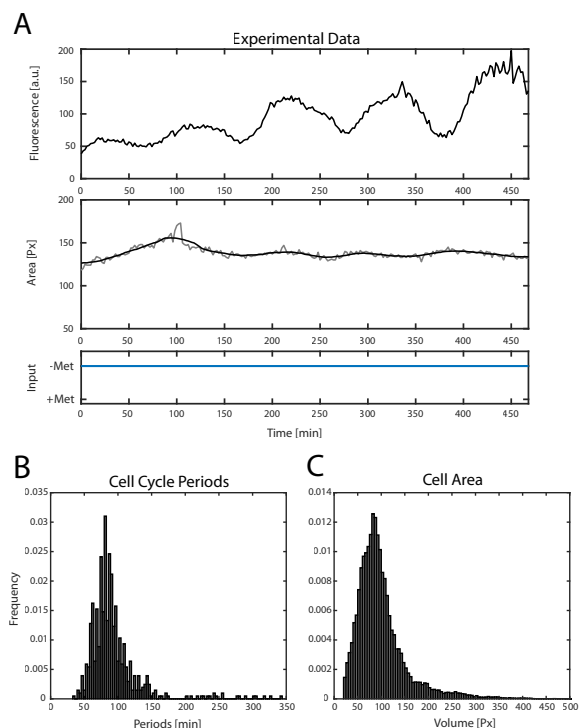 A
Experimental Data
Fluorescence [a.u.]
200
150
100
50
0
0 50 100 150 200 250 300 350 400 450
Area [Px]
200
150
100
50
0 50 100 150 200 250 300 350 400 450
Input
-Met
+Met
0 50 100 150 200 250 300 350 400 450
Time [min]
B
Cell Cycle Periods
Frequency
0.035
0.03
0.025
0.02
0.015
0.01
0.005
0
0 50 100 150 200 250 300 350
Periods [min]
C
Cell Area
0.014
0.012
0.01
0.008
0.006
0.004
0.002
0
0 50 100 150 200 250 300 350 400 450 500
Volume [Px]